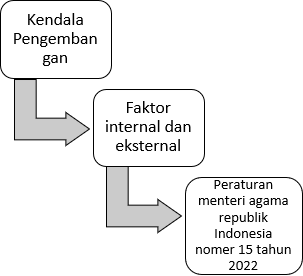 Kendala
Pengemban
gan
Faktor
internal dan
eksternal
Peraturan
menteri agama
republik
Indonesia
nomer 15 tahun
2022